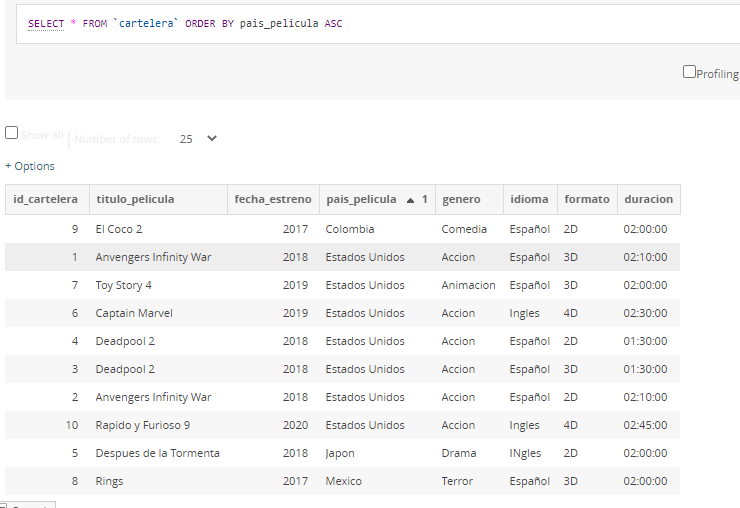 SELECT * FROM `cartelera` ORDER BY pais_pelicula ASC
Profiling
Show all | Number of rows: 25
+ Options
id_cartelera titulo_pelicula fecha_estreno pais_pelicula 1 genero idioma formato duracion
9 El Coco 2 2017 Colombia Comedia Español 2D 02:00:00
1 Anvengers Infinity War 2018 Estados Unidos Accion Español 3D 02:10:00
7 Toy Story 4 2019 Estados Unidos Animacion Español 3D 02:00:00
6 Captain Marvel 2019 Estados Unidos Accion Ingles 4D 02:30:00
4 Deadpool 2 2018 Estados Unidos Accion Español 2D 01:30:00
3 Deadpool 2 2018 Estados Unidos Accion Español 3D 01:30:00
2 Anvengers Infinity War 2018 Estados Unidos Accion Español 2D 02:10:00
10 Rapido y Furioso 9 2020 Estados Unidos Accion Ingles 4D 02:45:00
5 Despues de la Tormenta 2018 Japon Drama INgles 2D 02:00:00
8 Rings 2017 Mexico Terror Español 3D 02:00:00